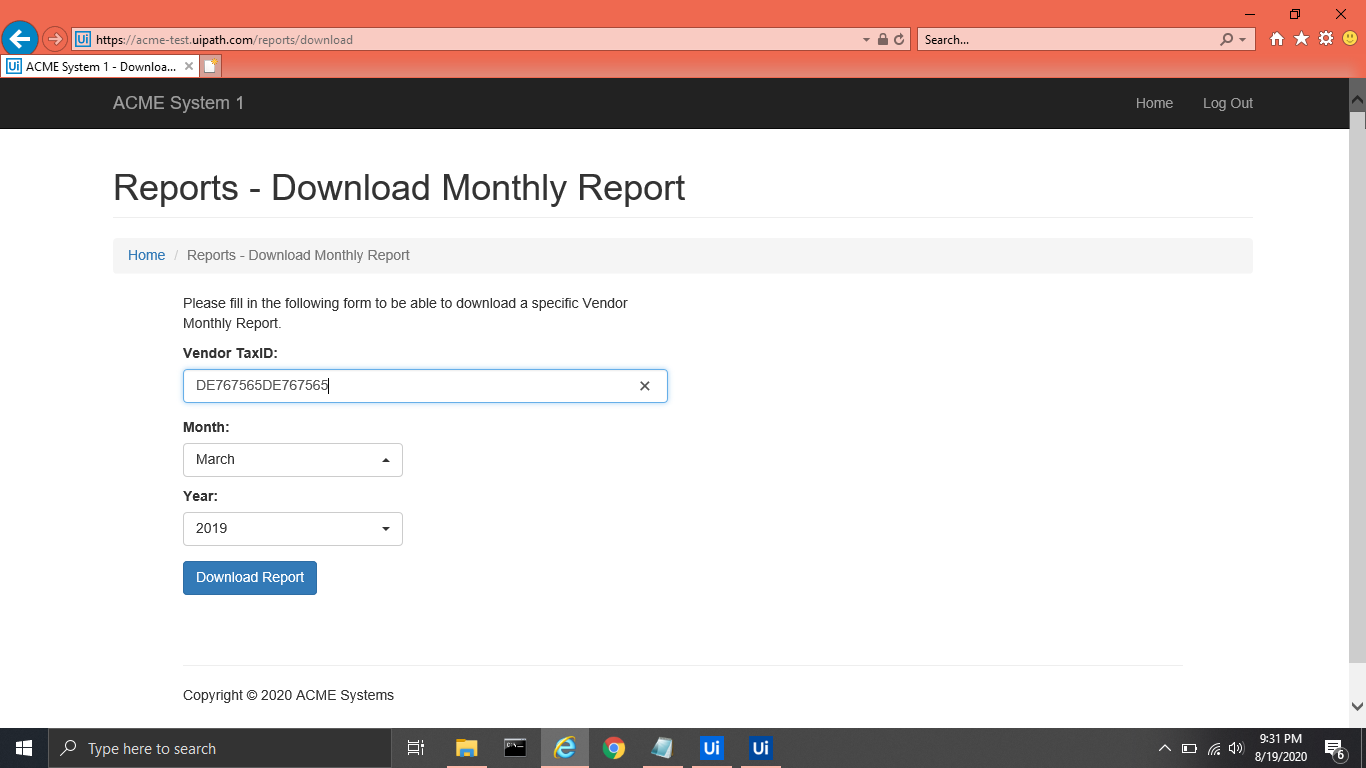 https://acme-test.uipath.com/reports/download
Search...
Ui ACME System 1 - Downloa...
ACME System 1
Home
Log Out
Reports - Download Monthly Report
Home / Reports - Download Monthly Report
Please fill in the following form to be able to download a specific Vendor
Monthly Report.
Vendor TaxID:
DE767565DE767565
Month:
March
Year:
2019
Download Report
Copyright © 2020 ACME Systems
Type here to search
Ui
Ui
9:31 PM
8/19/2020
6